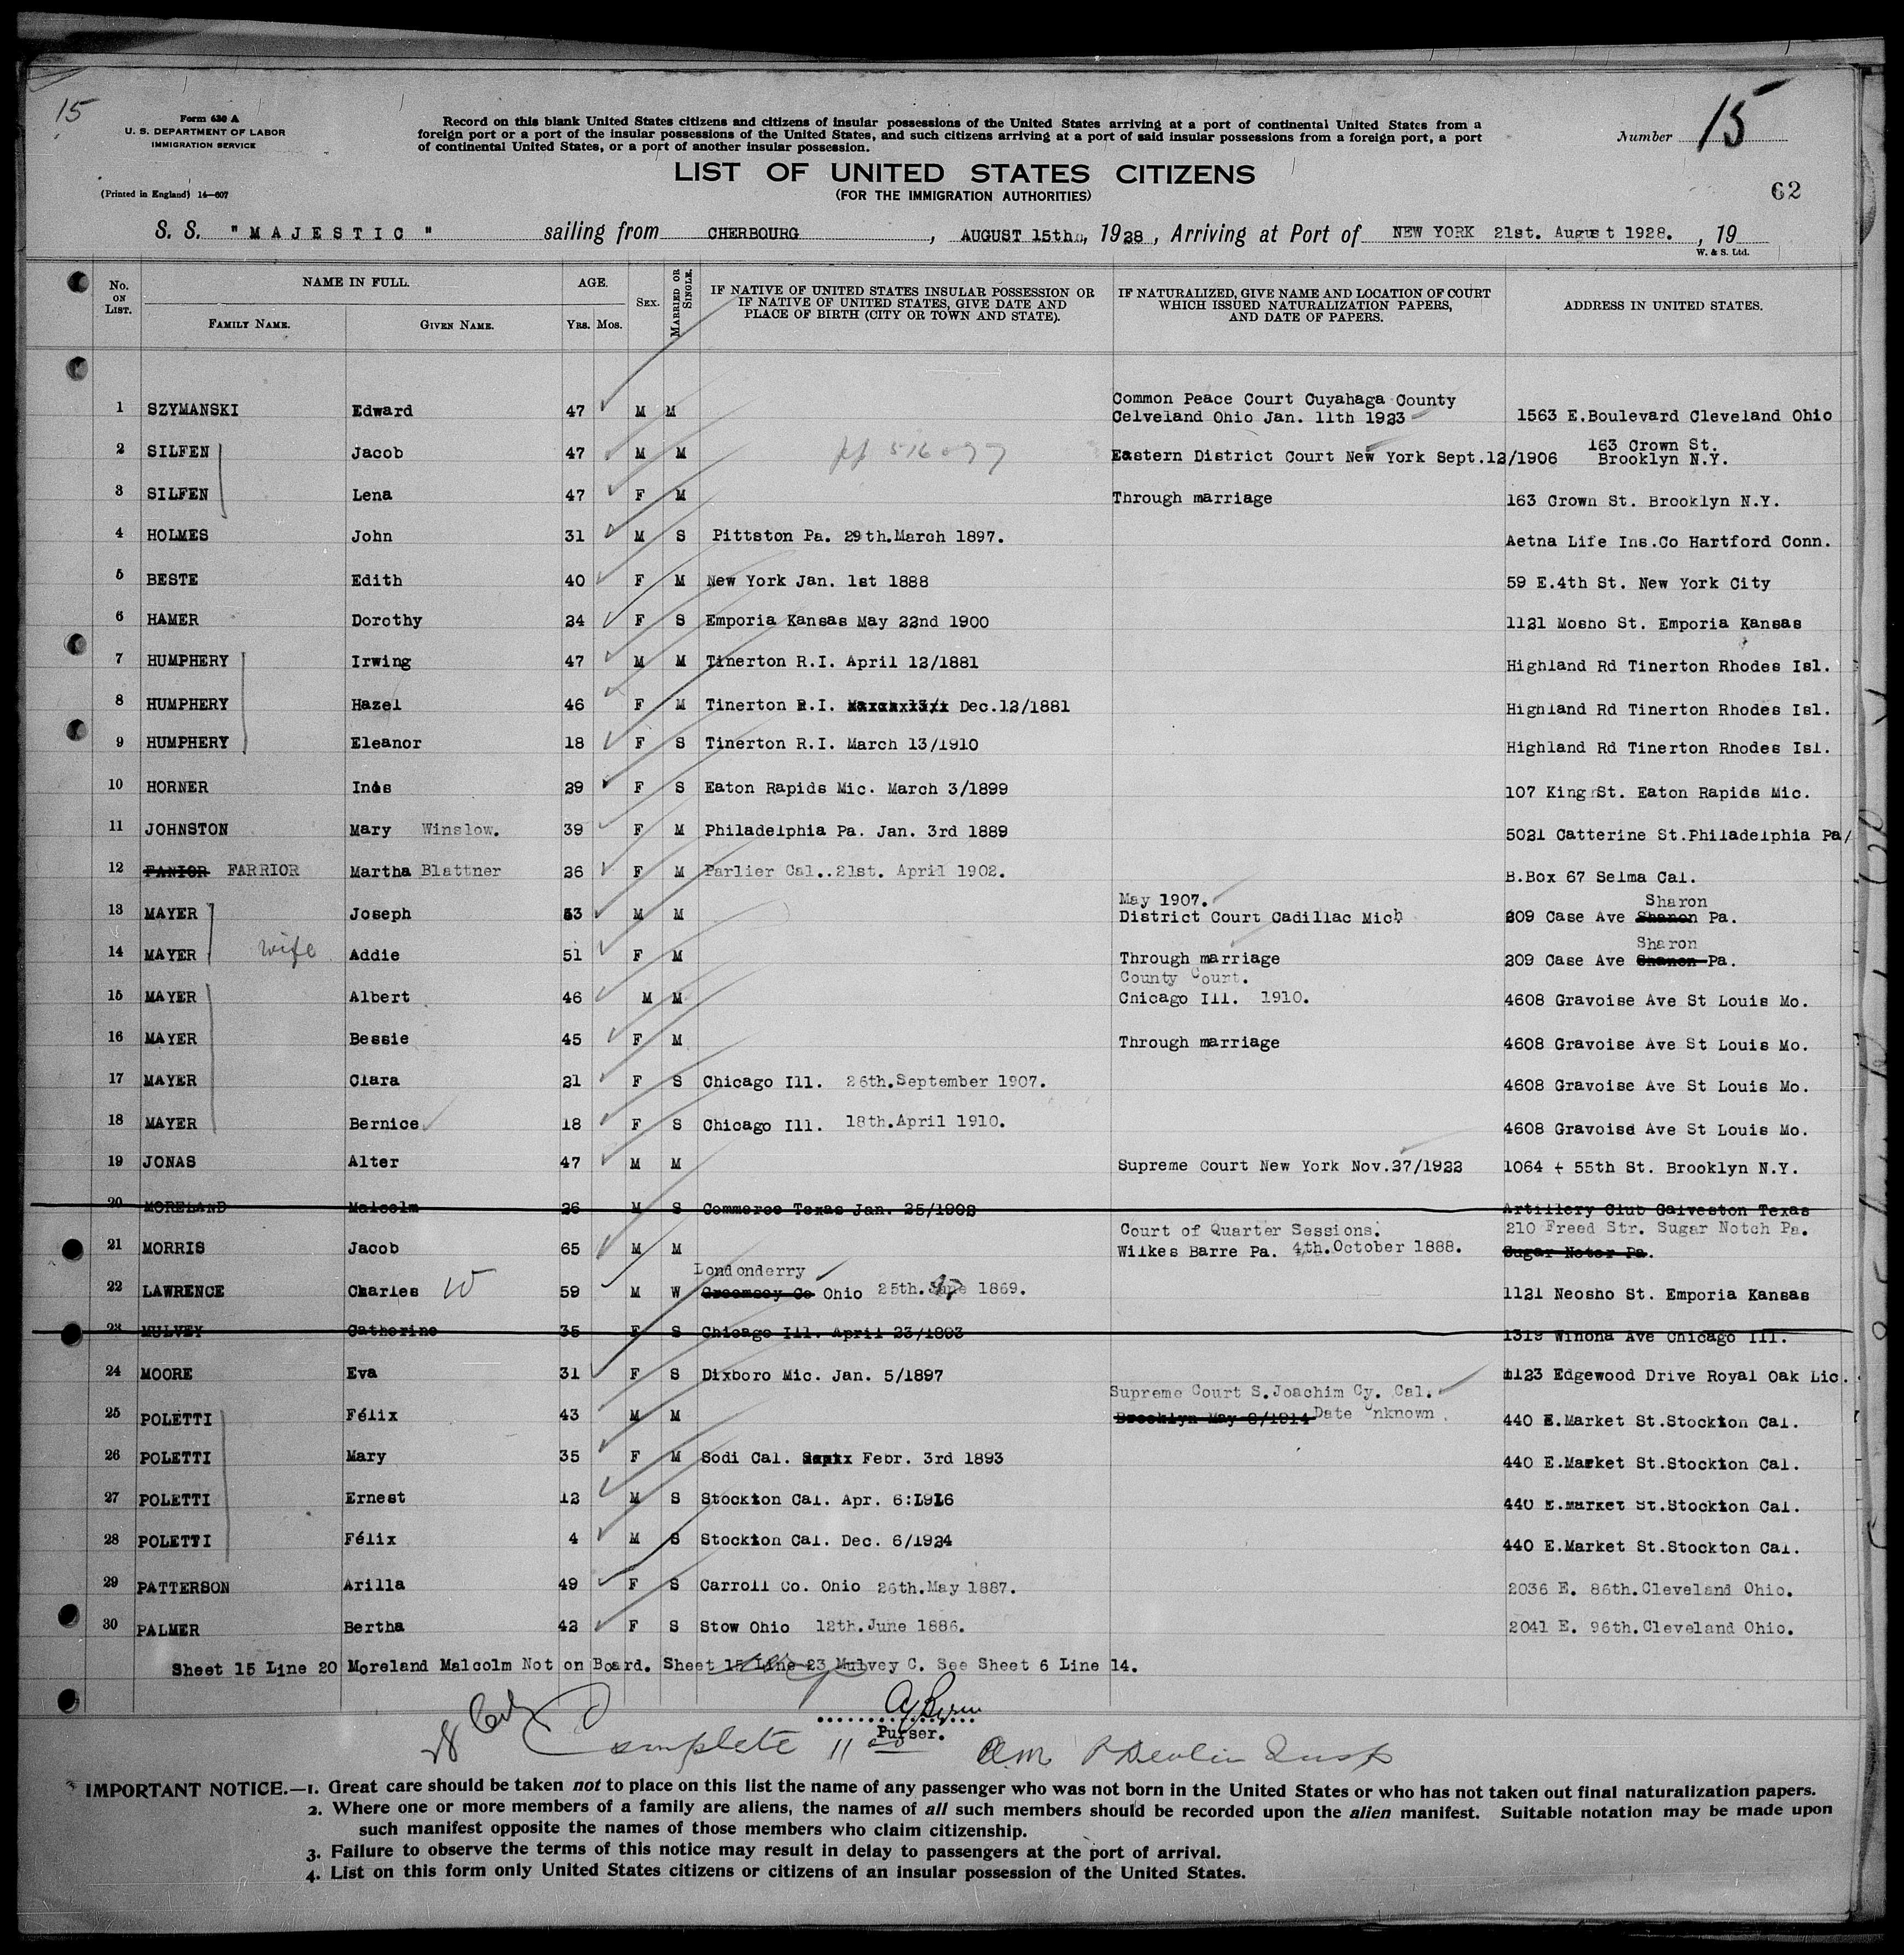 15
Form 630 A
U. S. DEPARTMENT OF LABOR
IMMIGRATION SERVICE
(Printed in England) 14—607
Record on this blank United States citizens and citizens of insular possessions of the United States arriving at a port of continental United States from a
foreign port or a port of the insular possessions of the United States, and such citizens arriving at a port of said insular possessions from a foreign port, a port
of continental United States, or a port of another insular possession.
Number 15
LIST OF UNITED STATES CITIZENS
(FOR THE IMMIGRATION AUTHORITIES)
62
S. S. "MAJESTIC" sailing from CHERBOURG, AUGUST 15th, 1928, Arriving at Port of NEW YORK 21st. August 1928. , 19
W. & S. Ltd.
No. ON LIST. NAME IN FULL. AGE. SEX. MARRIED OR SINGLE. IF NATIVE OF UNITED STATES INSULAR POSSESSION OR IF NATIVE OF UNITED STATES, GIVE DATE AND PLACE OF BIRTH (CITY OR TOWN AND STATE). IF NATURALIZED, GIVE NAME AND LOCATION OF COURT WHICH ISSUED NATURALIZATION PAPERS, AND DATE OF PAPERS. ADDRESS IN UNITED STATES.
FAMILY NAME. GIVEN NAME. YRS. MOS.
1 SZYMANSKI Edward 47 M M Common Peace Court Cuyahaga County Celveland Ohio Jan. 11th 1923 1563 E.Boulevard Cleveland Ohio
2 SILFEN Jacob 47 M M Eastern District Court New York Sept.12/1906 163 Crown St. Brooklyn N.Y.
3 SILFEN Lena 47 F M Through marriage 163 Crown St. Brooklyn N.Y.
4 HOLMES John 31 M S Pittston Pa. 29th.March 1897. Aetna Life Ins.Co Hartford Conn.
5 BESTE Edith 40 F M New York Jan. 1st 1888 59 E.4th St. New York City
6 HAMER Dorothy 24 F S Emporia Kansas May 22nd 1900 1121 Mosho St. Emporia Kansas
7 HUMPHERY Irwing 47 M M Tinerton R.I. April 12/1881 Highland Rd Tinerton Rhodes Isl.
8 HUMPHERY Hazel 46 F M Tinerton R.I. Dec.12/1881 Highland Rd Tinerton Rhodes Isl.
9 HUMPHERY Eleanor 18 F S Tinerton R.I. March 13/1910 Highland Rd Tinerton Rhodes Isl.
10 HORNER Inés 29 F S Eaton Rapids Mic. March 3/1899 107 King St. Eaton Rapids Mic.
11 JOHNSTON Mary Winslow. 39 F M Philadelphia Pa. Jan. 3rd 1889 5021 Catterine St.Philadelphia Pa/
12 FANIOR FARRIOR Martha Blattner 26 F M Parlier Cal..21st. April 1902. B.Box 67 Selma Cal.
13 MAYER Joseph 53 M M May 1907. District Court Cadillac Mich 209 Case Ave Shanon Sharon Pa.
14 MAYER wife Addie 51 F M Through marriage 209 Case Ave Shanon Sharon Pa.
15 MAYER Albert 46 M M County Court. Chicago Ill. 1910. 4608 Gravoise Ave St Louis Mo.
16 MAYER Bessie 45 F M Through marriage 4608 Gravoise Ave St Louis Mo.
17 MAYER Clara 21 F S Chicago Ill. 26th.September 1907. 4608 Gravoise Ave St Louis Mo.
18 MAYER Bernice 18 F S Chicago Ill. 18th.April 1910. 4608 Gravoisd Ave St Louis Mo.
19 JONAS Alter 47 M M Supreme Court New York Nov.27/1922 1064 + 55th St. Brooklyn N.Y.
20 MORELAND Malcolm 26 M S Commerce Texas Jan. 25/1902 Artillery Club Galveston Texas
21 MORRIS Jacob 65 M M Court of Quarter Sessions. Wilkes Barre Pa. 4th.October 1888. 210 Freed Str. Sugar Notch Pa. Sugar Noter Pa.
22 LAWRENCE Charles W 59 M W Londonderry Ohio 25th. 1869. 1121 Neosho St. Emporia Kansas
23 MULVEY Catherine 35 F S Chicago Ill. April 23/1893 1319 Winona Ave Chicago Ill.
24 MOORE Eva 31 F S Dixboro Mic. Jan. 5/1897 1123 Edgewood Drive Royal Oak Lic.
25 POLETTI Félix 43 M M Supreme Court S.Joachim Cy. Cal. Brooklyn May 8/1914 Date Unknown 440 E.Market St.Stockton Cal.
26 POLETTI Mary 35 F M Sodi Cal. Febr. 3rd 1893 440 E.Market St.Stockton Cal.
27 POLETTI Ernest 12 M S Stockton Cal. Apr. 6:1916 440 E.Market St.Stockton Cal.
28 POLETTI Félix 4 M S Stockton Cal. Dec. 6/1924 440 E.Market St.Stockton Cal.
29 PATTERSON Arilla 49 F S Carroll Co. Ohio 26th.May 1887. 2036 E. 86th.Cleveland Ohio.
30 PALMER Bertha 42 F S Stow Ohio 12th.June 1886. 2041 E. 96th.Cleveland Ohio.
Sheet 15 Line 20 Moreland Malcolm Not on Board. Sheet 15 Line 23 Mulvey C. See Sheet 6 Line 14.
Purser.
Complete 11 am
IMPORTANT NOTICE.—1. Great care should be taken not to place on this list the name of any passenger who was not born in the United States or who has not taken out final naturalization papers.
2. Where one or more members of a family are aliens, the names of all such members should be recorded upon the alien manifest. Suitable notation may be made upon
such manifest opposite the names of those members who claim citizenship.
3. Failure to observe the terms of this notice may result in delay to passengers at the port of arrival.
4. List on this form only United States citizens or citizens of an insular possession of the United States.